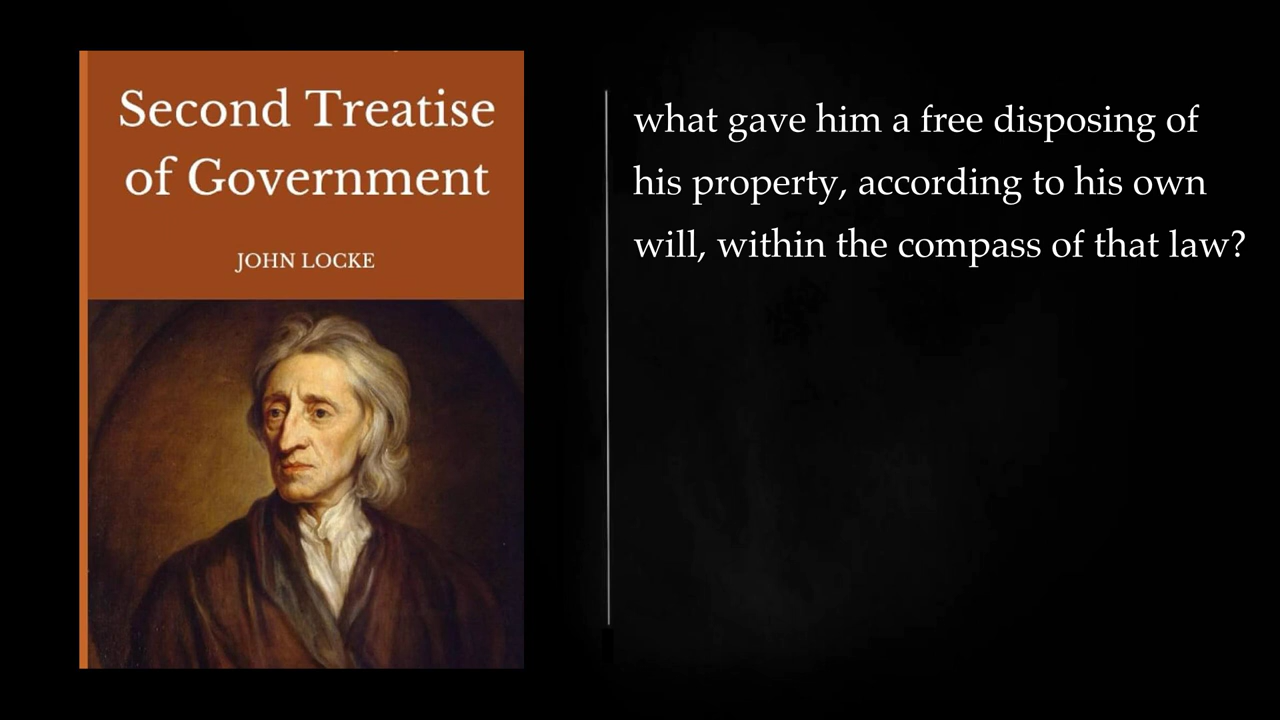 Second Treatise
of Government
JOHN LOCKE
what gave him a free disposing of
his property, according to his own
will, within the compass of that law?